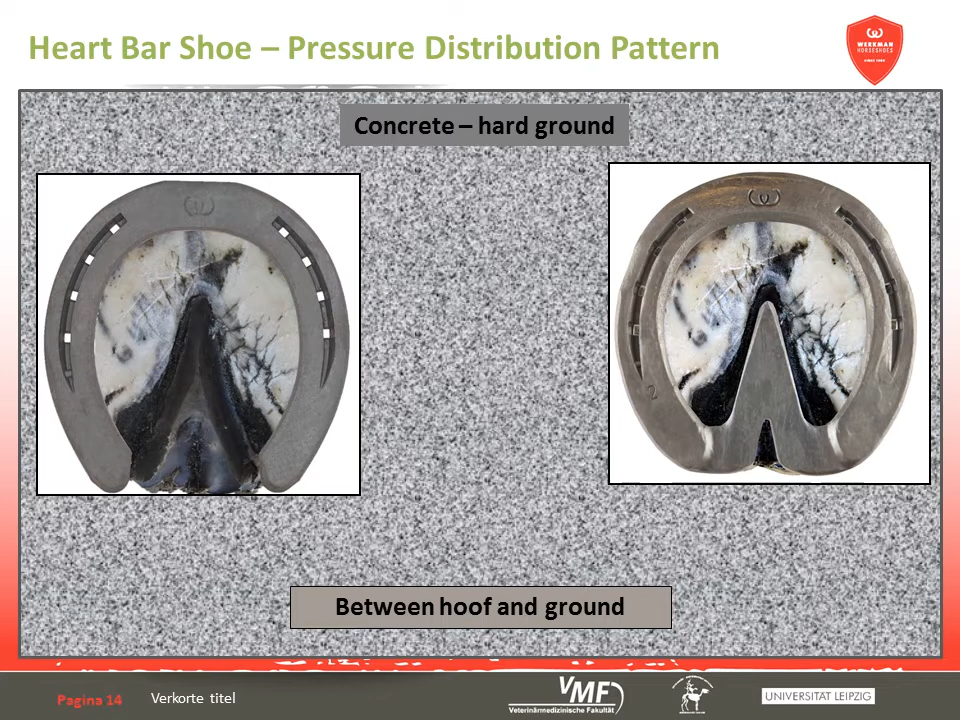 Heart Bar Shoe – Pressure Distribution Pattern
WERKMAN
HORSESHOES
Concrete – hard ground
2
Between hoof and ground
Pagina 14
Verkorte titel
VMF
Veterinärmedizinische Fakultät
UNIVERSITÄT LEIPZIG